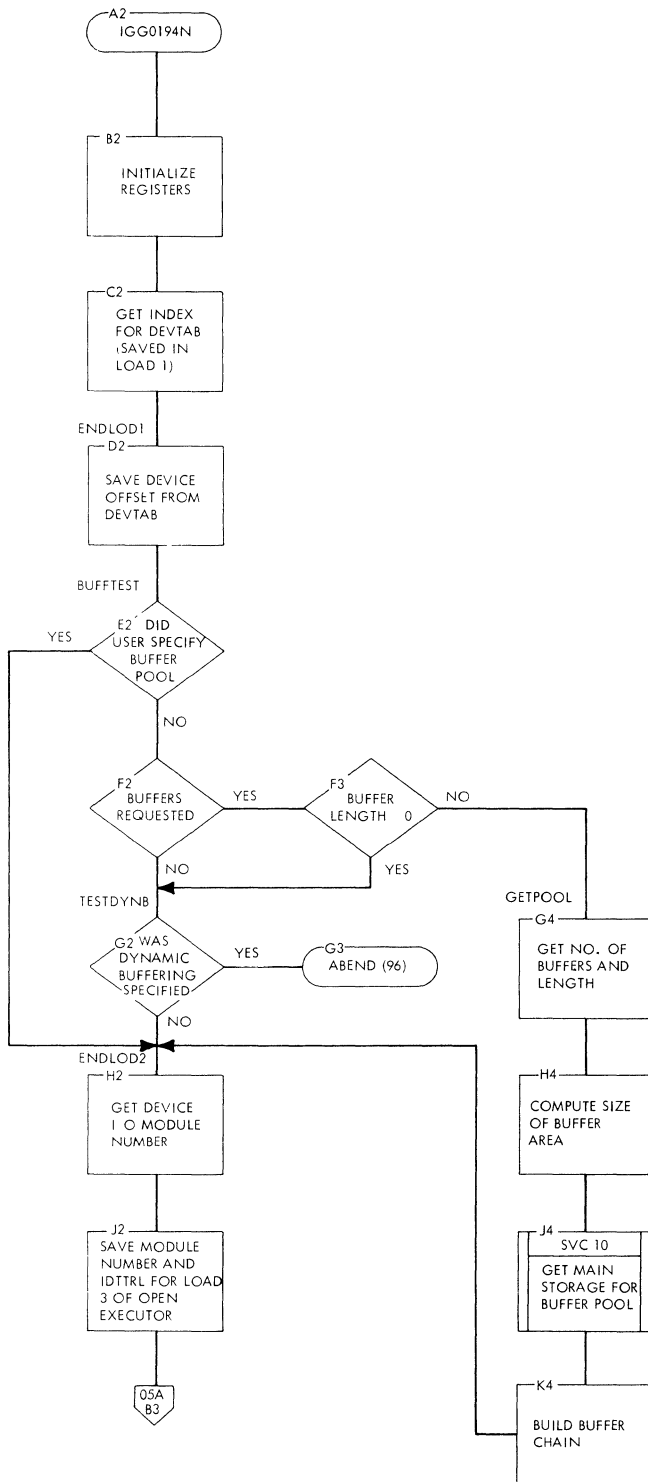 A2
IGG0194N
B2
INITIALIZE
REGISTERS
C2
GET INDEX
FOR DEVTAB
(SAVED IN
LOAD 1)
ENDLOD1
D2
SAVE DEVICE
OFFSET FROM
DEVTAB
BUFFTEST
E2 DID
USER SPECIFY
BUFFER
POOL
YES
NO
F2
BUFFERS
REQUESTED
YES
F3
BUFFER
LENGTH 0
NO
NO
YES
TESTDYNB
G2 WAS
DYNAMIC
BUFFERING
SPECIFIED
YES
G3
ABEND (96)
GETPOOL
G4
GET NO. OF
BUFFERS AND
LENGTH
NO
ENDLOD2
H2
GET DEVICE
I O MODULE
NUMBER
H4
COMPUTE SIZE
OF BUFFER
AREA
J2
SAVE MODULE
NUMBER AND
IDTTRL FOR LOAD
3 OF OPEN
EXECUTOR
J4
SVC 10
GET MAIN
STORAGE FOR
BUFFER POOL
05A
B3
K4
BUILD BUFFER
CHAIN